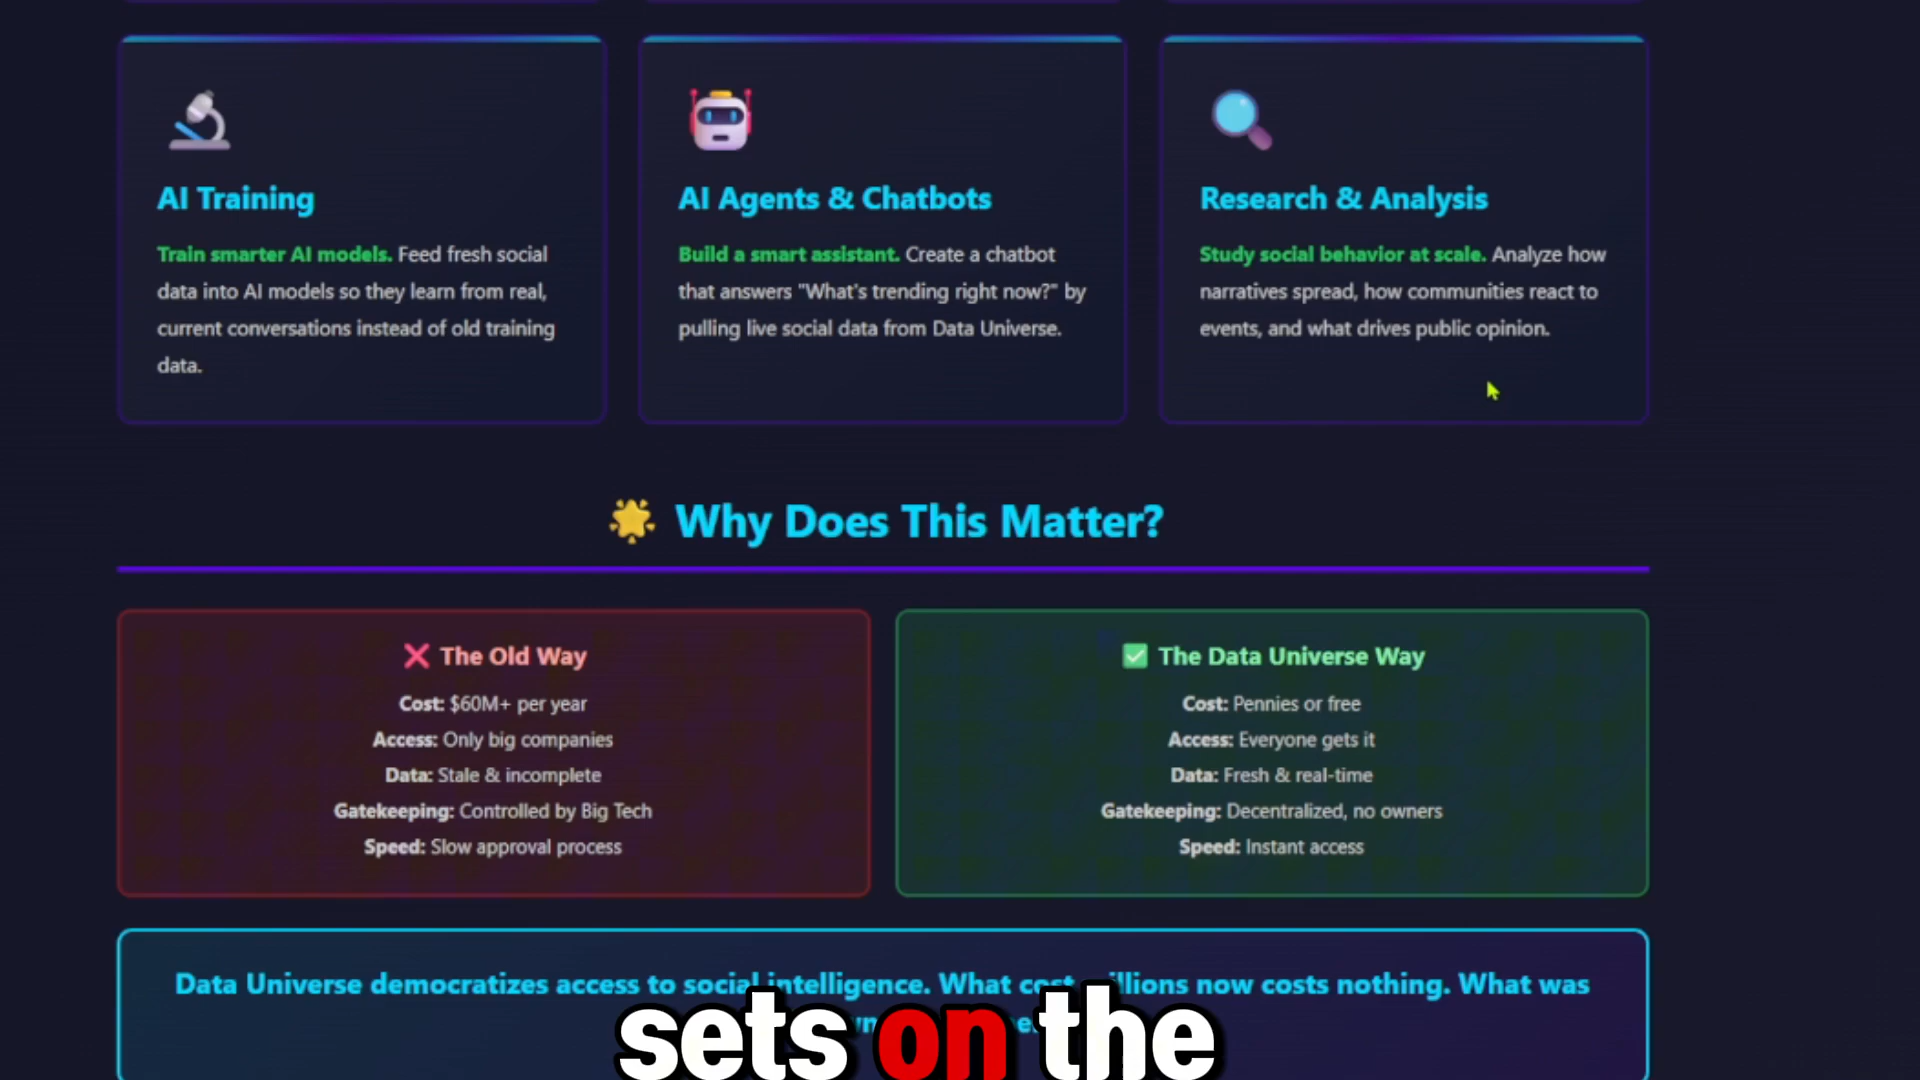 AI Training
Train smarter AI models. Feed fresh social
data into AI models so they learn from real,
current conversations instead of old training
data.
AI Agents & Chatbots
Build a smart assistant. Create a chatbot
that answers "What's trending right now?" by
pulling live social data from Data Universe.
Research & Analysis
Study social behavior at scale. Analyze how
narratives spread, how communities react to
events, and what drives public opinion.
Why Does This Matter?
The Old Way
Cost: $60M+ per year
Access: Only big companies
Data: Stale & incomplete
Gatekeeping: Controlled by Big Tech
Speed: Slow approval process
The Data Universe Way
Cost: Pennies or free
Access: Everyone gets it
Data: Fresh & real-time
Gatekeeping: Decentralized, no owners
Speed: Instant access
Data Universe democratizes access to social intelligence. What cost millions now costs nothing. What was
sets on the